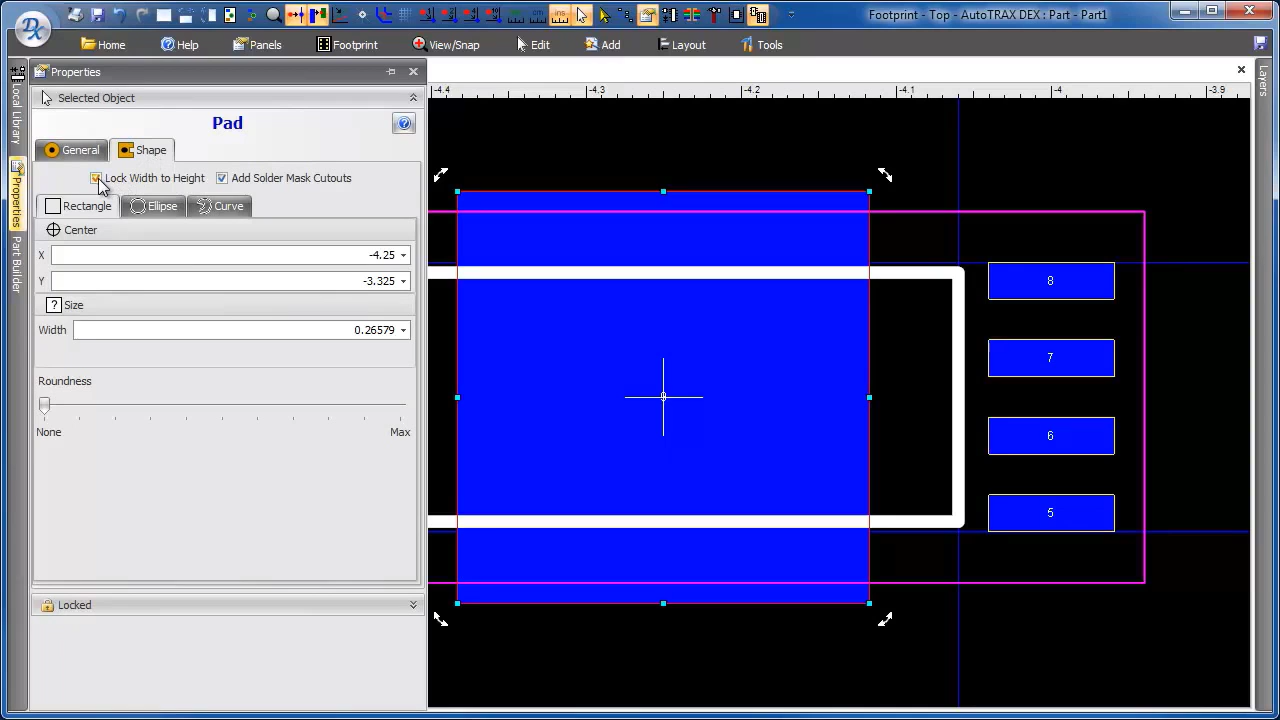 Footprint - Top - AutoTRAX DEX : Part - Part1
Home Help Panels Footprint View/Snap Edit Add Layout Tools
Properties
Selected Object
Pad
General Shape
Lock Width to Height Add Solder Mask Cutouts
Rectangle Ellipse Curve
Center
X -4.25
Y -3.325
? Size
Width 0.26579
Roundness
None Max
Locked
Local Library
Properties
Part Builder
-4.4 -4.3 -4.2 -4.1 -4 -3.9
8
7
6
5
9
Layers